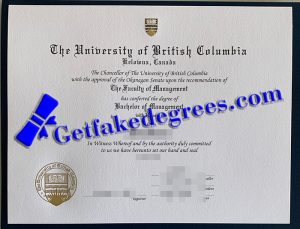 The University of British Columbia
Kelowna, Canada
The Chancellor of The University of British Columbia
with the approval of the Okanagan Senate upon the recommendation of
The Faculty of Management
has conferred the degree of
Bachelor of Management
Getfakedegrees.com
In Witness Whereof and by the authority duly committed
to us we have hereunto set our hand and seal.